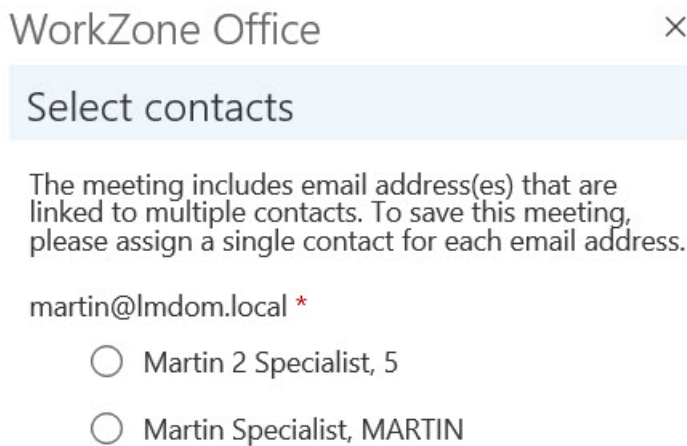 WorkZone Office
Select contacts
The meeting includes email address(es) that are
linked to multiple contacts. To save this meeting,
please assign a single contact for each email address.
martin@lmdom.local *
Martin 2 Specialist, 5
Martin Specialist, MARTIN